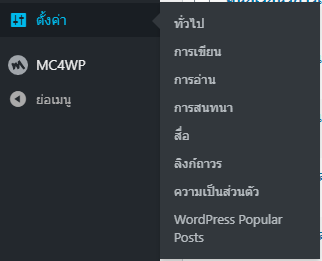 ตั้งค่า
MC4WP
ย่อเมนู
ทั่วไป
การเขียน
การอ่าน
การสนทนา
สื่อ
ลิงก์ถาวร
ความเป็นส่วนตัว
WordPress Popular
Posts